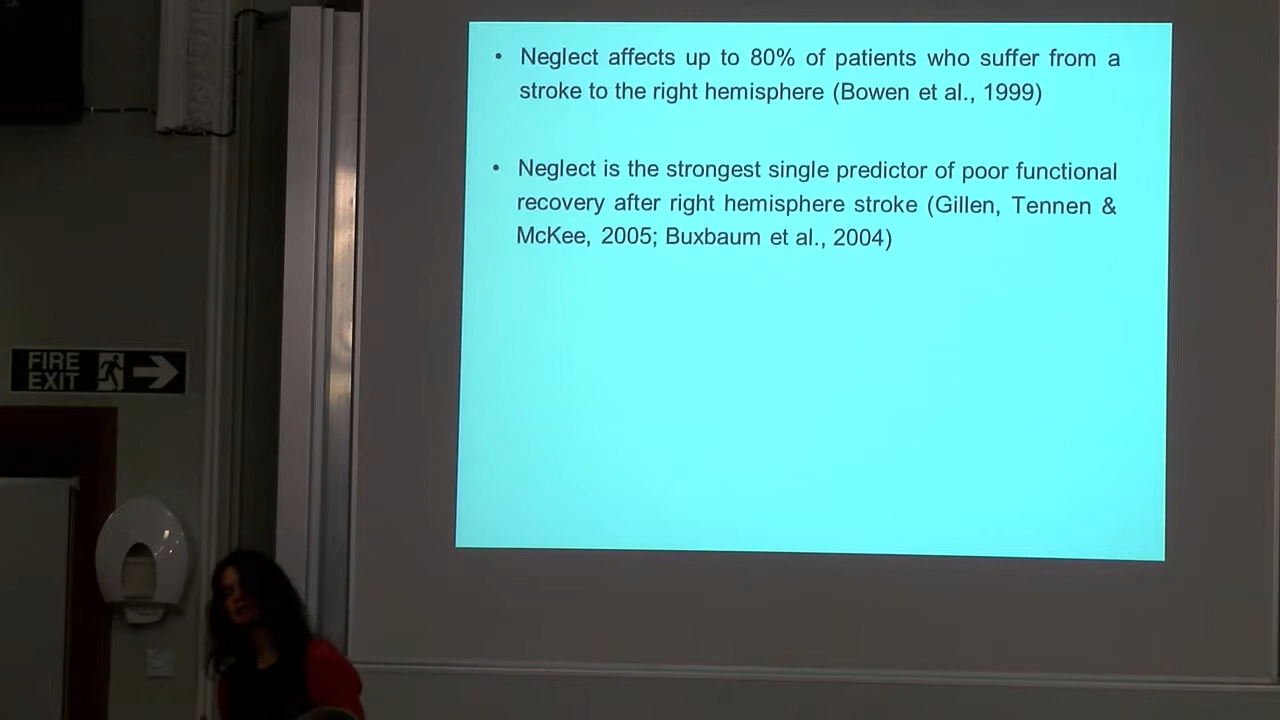 • Neglect affects up to 80% of patients who suffer from a
stroke to the right hemisphere (Bowen et al., 1999)
• Neglect is the strongest single predictor of poor functional
recovery after right hemisphere stroke (Gillen, Tennen &
McKee, 2005; Buxbaum et al., 2004)
FIRE
EXIT